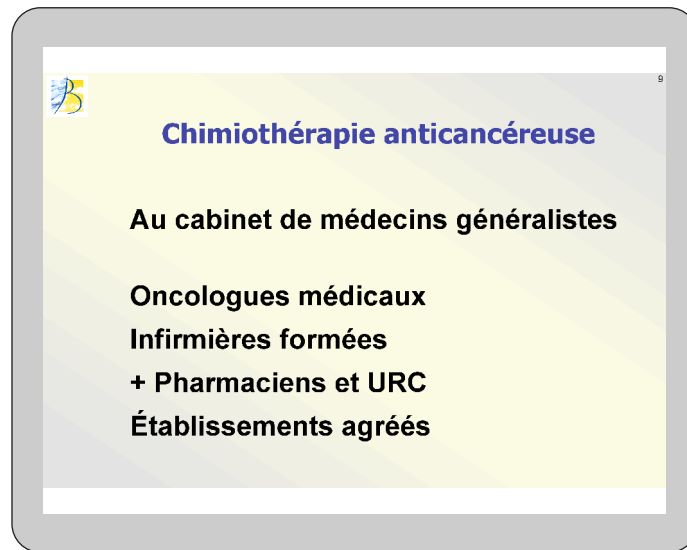 9
Chimiothérapie anticancéreuse
Au cabinet de médecins généralistes
Oncologues médicaux
Infirmières formées
+ Pharmaciens et URC
Établissements agréés